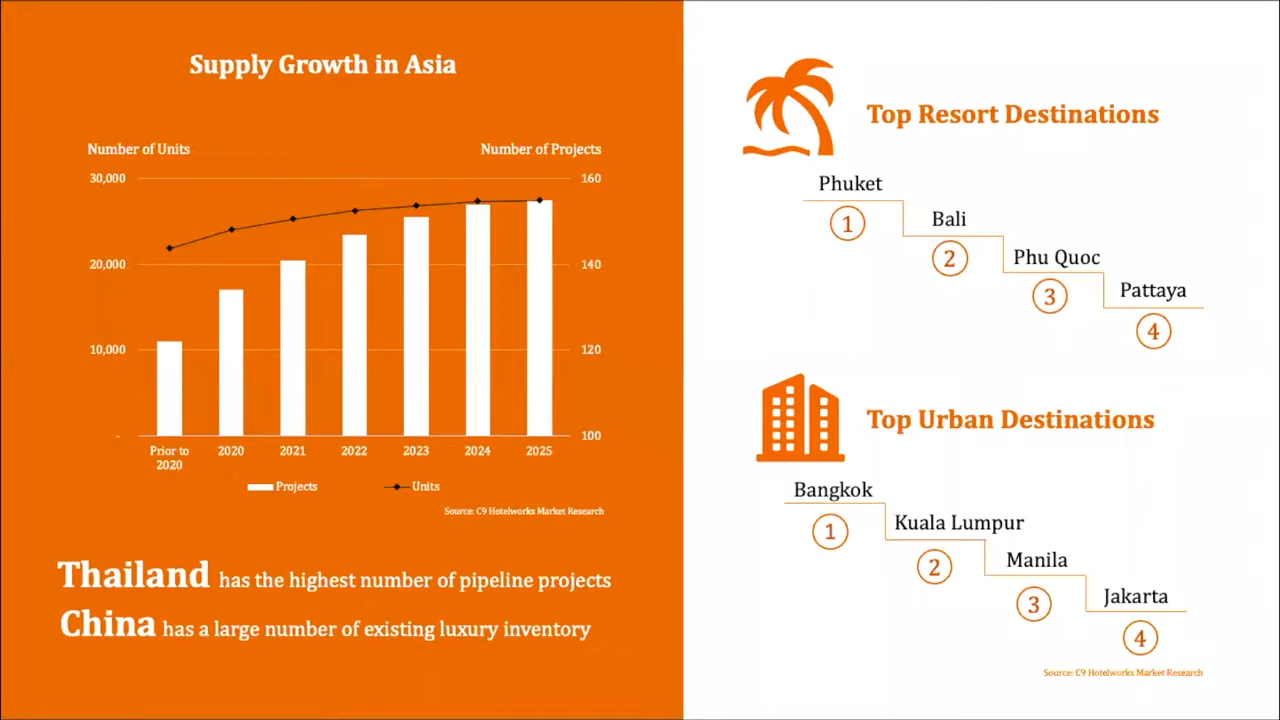 Supply Growth in Asia
Number of Units
Number of Projects
30,000
160
20,000
140
10,000
120
-
100
Prior to
2020
2020
2021
2022
2023
2024
2025
Projects
Units
Source: C9 Hotelworks Market Research
Thailand has the highest number of pipeline projects
China has a large number of existing luxury inventory
Top Resort Destinations
Phuket
1
Bali
2
Phu Quoc
3
Pattaya
4
Top Urban Destinations
Bangkok
1
Kuala Lumpur
2
Manila
3
Jakarta
4
Source: C9 Hotelworks Market Research